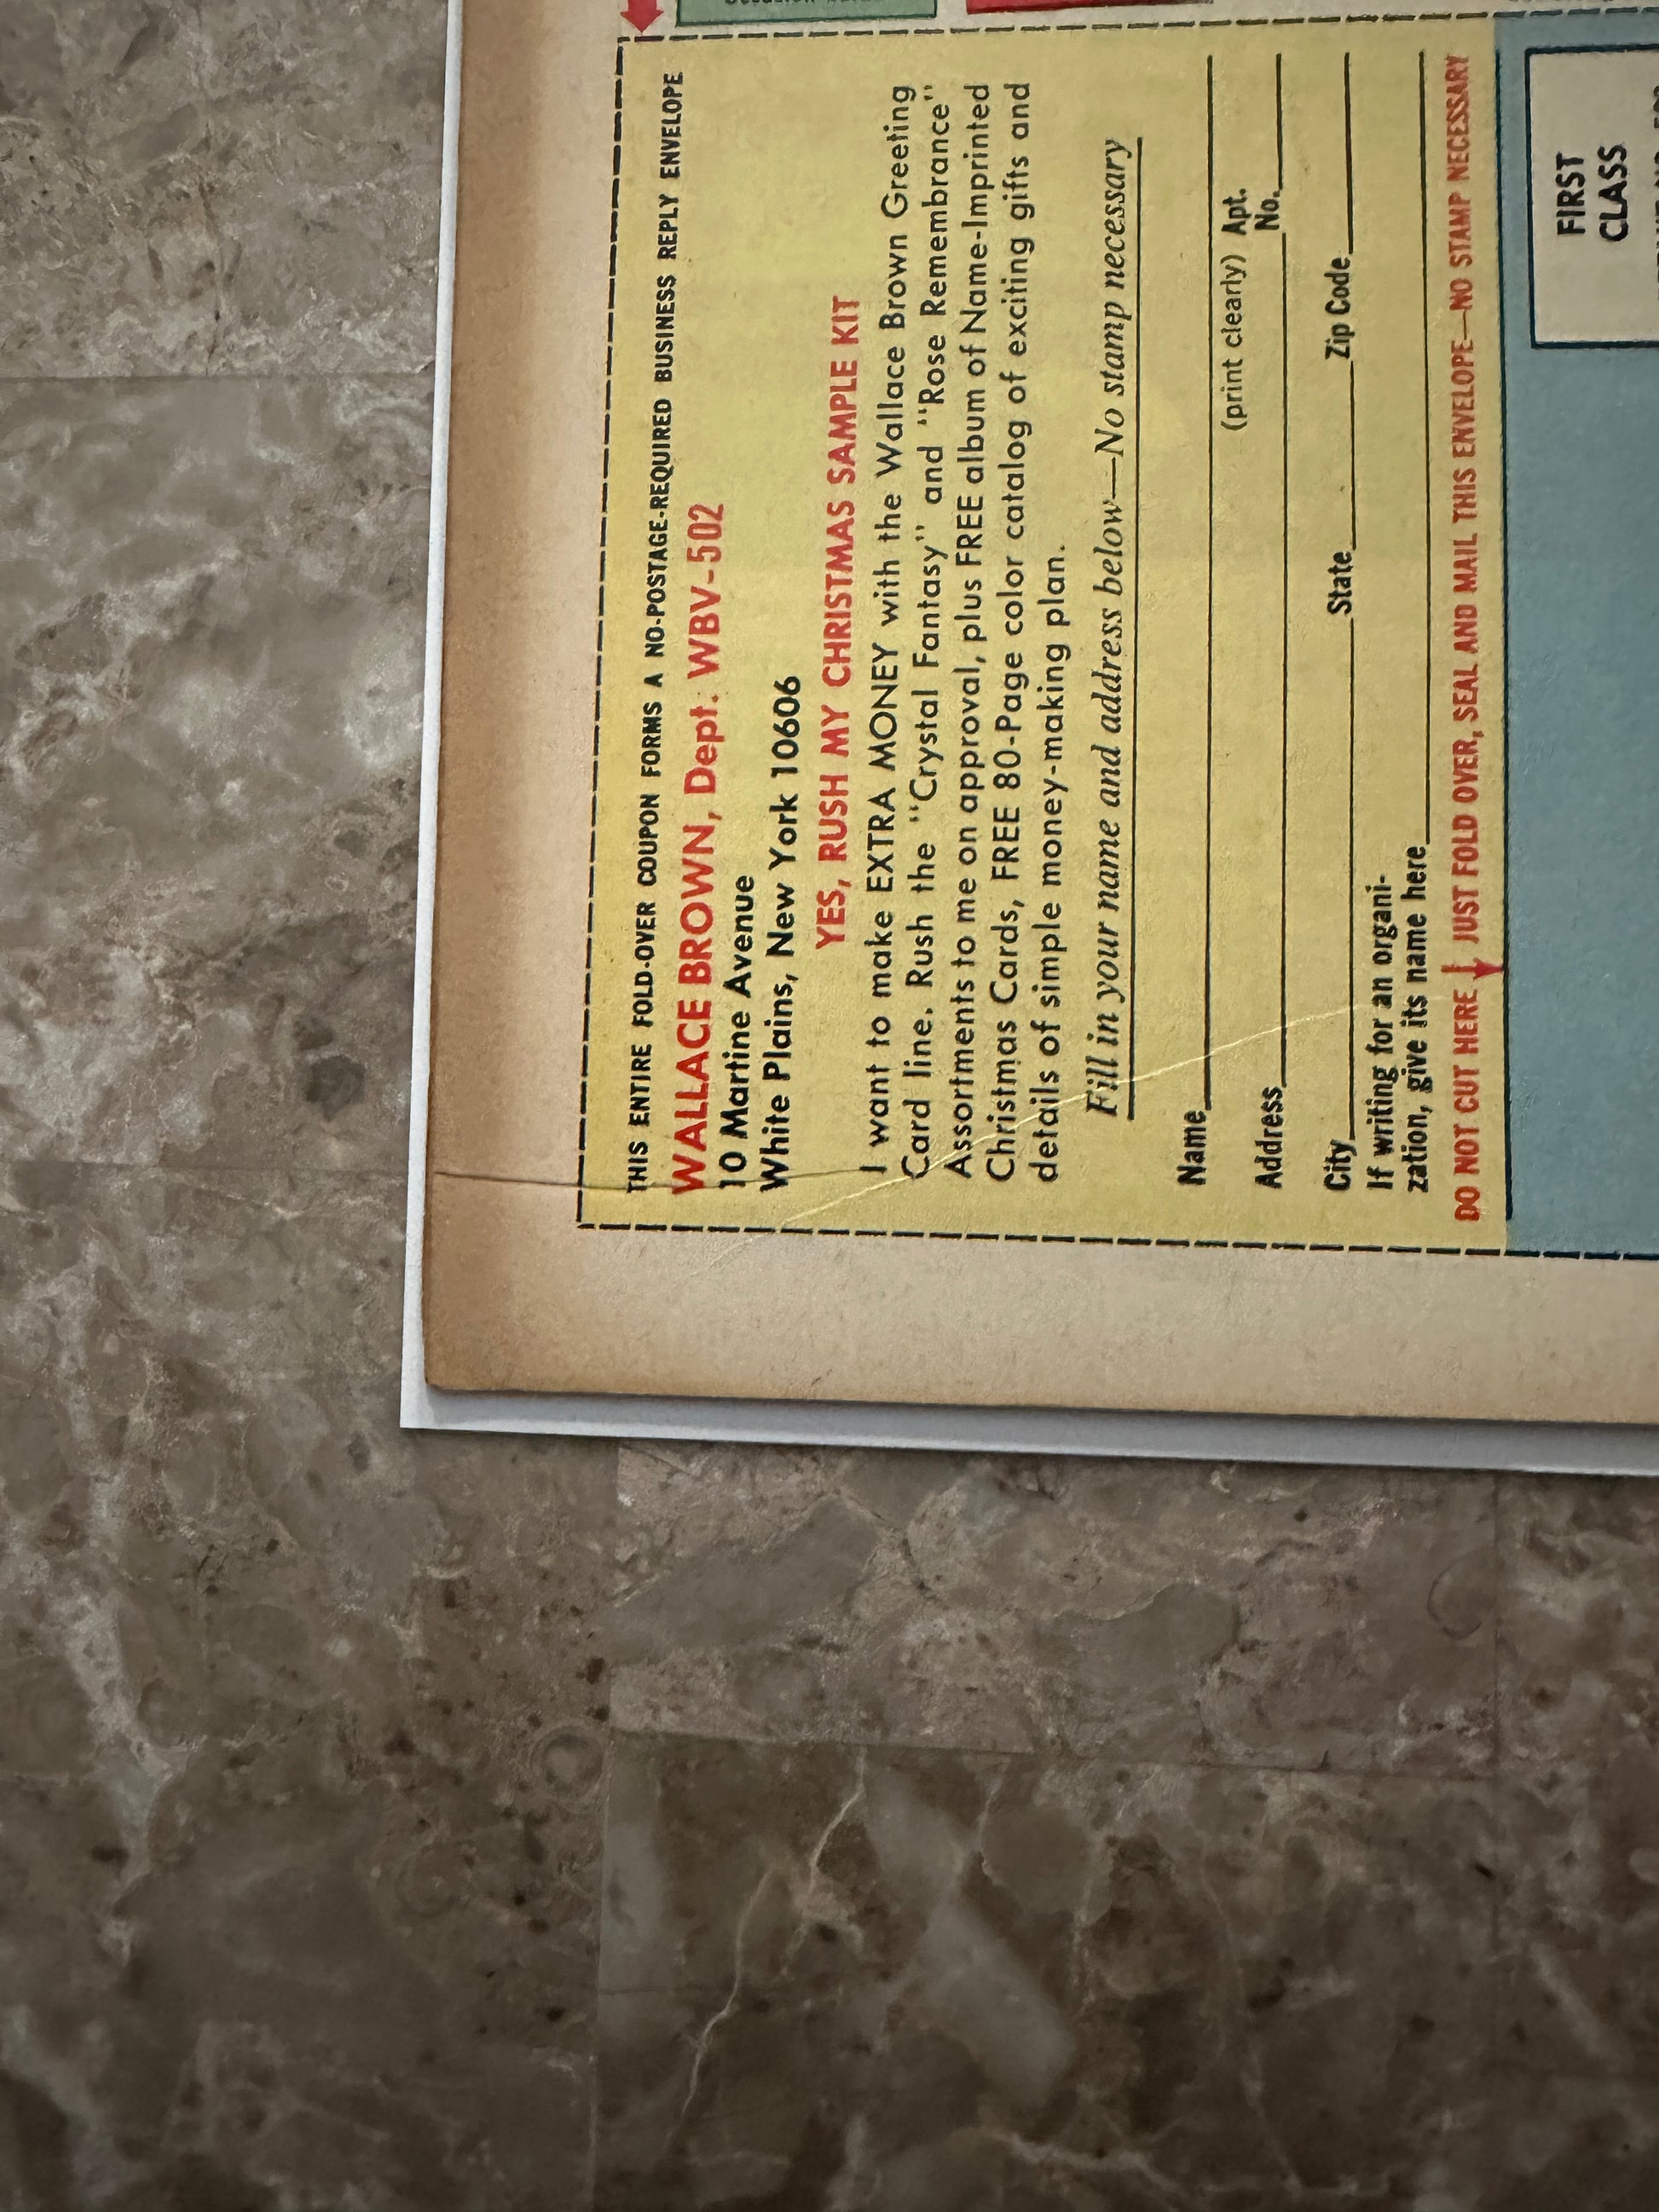 THIS ENTIRE FOLD-OVER COUPON FORMS A NO-POSTAGE-REQUIRED BUSINESS REPLY ENVELOPE
WALLACE BROWN, Dept. WBV-502
10 Martine Avenue
White Plains, New York 10606
YES, RUSH MY CHRISTMAS SAMPLE KIT
I want to make EXTRA MONEY with the Wallace Brown Greeting
Card line. Rush the "Crystal Fantasy" and "Rose Remembrance"
Assortments to me on approval, plus FREE album of Name-Imprinted
Christmas Cards, FREE 80-Page color catalog of exciting gifts and
details of simple money-making plan.
Fill in your name and address below—No stamp necessary
Name
(print clearly) Apt.
Address No.
City State Zip Code
If writing for an organi-
zation, give its name here
DO NOT CUT HERE JUST FOLD OVER, SEAL AND MAIL THIS ENVELOPE—NO STAMP NECESSARY
FIRST
CLASS